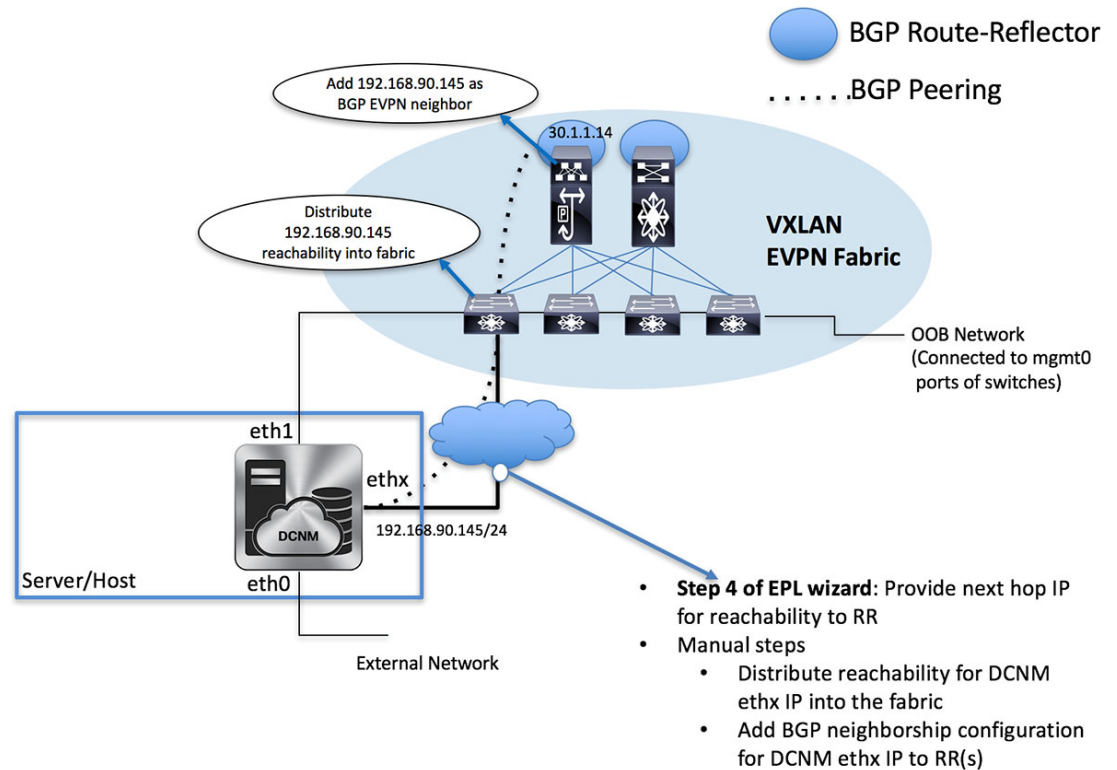 BGP Route-Reflector
BGP Peering
Add 192.168.90.145 as
BGP EVPN neighbor
30.1.1.14
Distribute
192.168.90.145
reachability into fabric
P
VXLAN
EVPN Fabric
OOB Network
(Connected to mgmt0
ports of switches)
eth1
ethx
DCNM
192.168.90.145/24
Server/Host
eth0
External Network
• Step 4 of EPL wizard: Provide next hop IP
for reachability to RR
• Manual steps
• Distribute reachability for DCNM
ethx IP into the fabric
• Add BGP neighborship configuration
for DCNM ethx IP to RR(s)